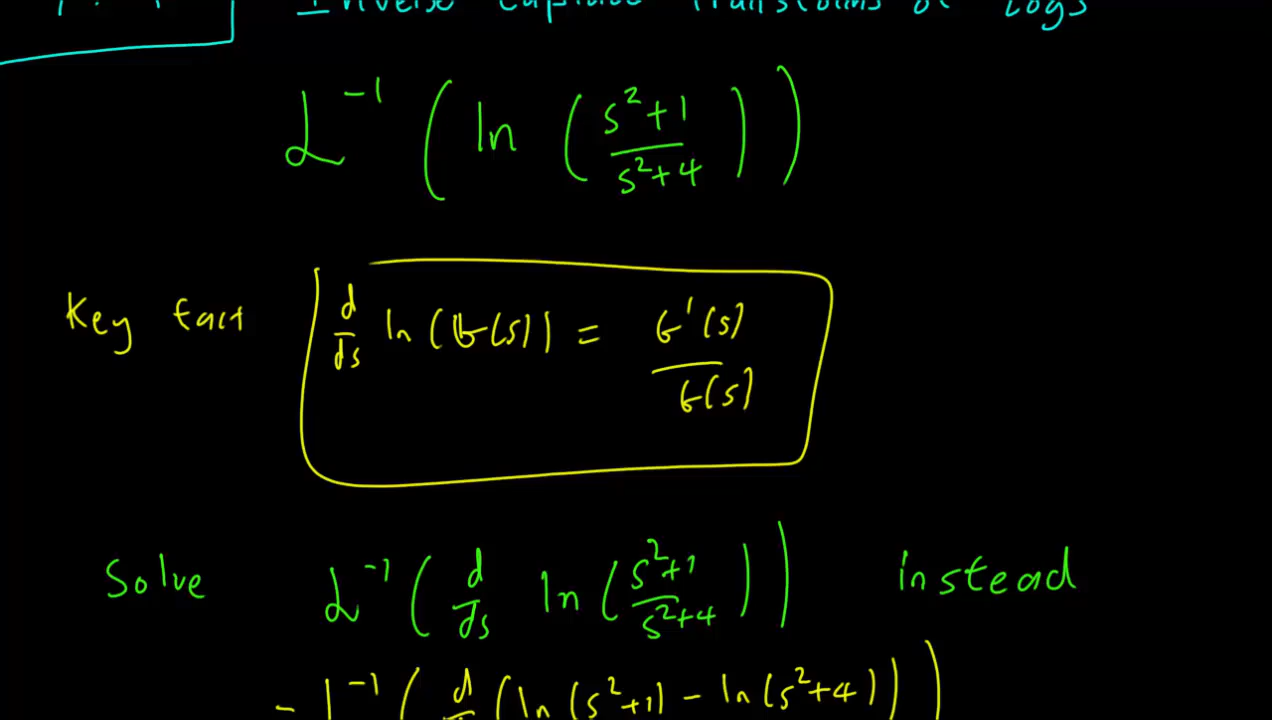 Inverse Laplace Transforms of Logs
ℒ⁻¹ ( ln ( (s²+1)/(s²+4) ) )
Key fact d/ds ln(G(s)) = G'(s)/G(s)
Solve ℒ⁻¹ ( d/ds ln ( (s²+1)/(s²+4) ) ) instead
ℒ⁻¹ ( d/ds ( ln(s²+1) - ln(s²+4) ) )